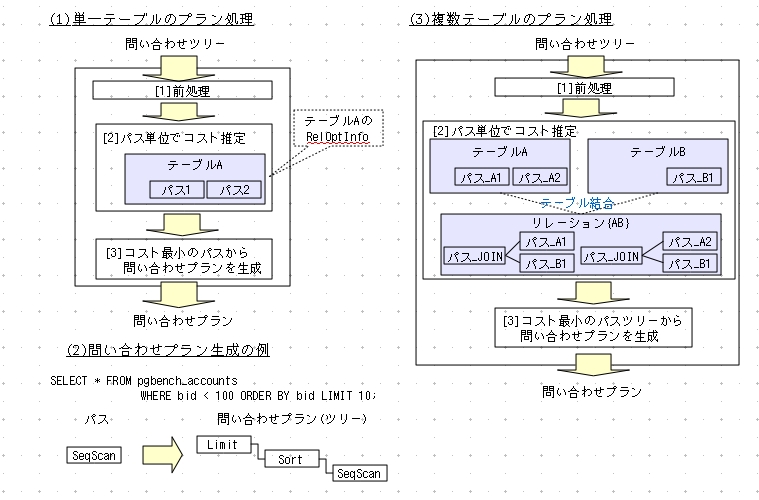 (1)単一テーブルのプラン処理
問い合わせツリー
[1]前処理
[2]パス単位でコスト推定
テーブルA
パス1
パス2
テーブルAの
RelOptInfo
[3]コスト最小のパスから
問い合わせプランを生成
問い合わせプラン
(2)問い合わせプラン生成の例
SELECT * FROM pgbench_accounts
WHERE bid < 100 ORDER BY bid LIMIT 10;
パス
問い合わせプラン(ツリー)
SeqScan
Limit
Sort
SeqScan
(3)複数テーブルのプラン処理
問い合わせツリー
[1]前処理
[2]パス単位でコスト推定
テーブルA
パス_A1
パス_A2
テーブルB
パス_B1
テーブル結合
リレーション{AB}
パス_JOIN
パス_A1
パス_B1
パス_JOIN
パス_A2
パス_B1
[3]コスト最小のパスツリーから
問い合わせプランを生成
問い合わせプラン